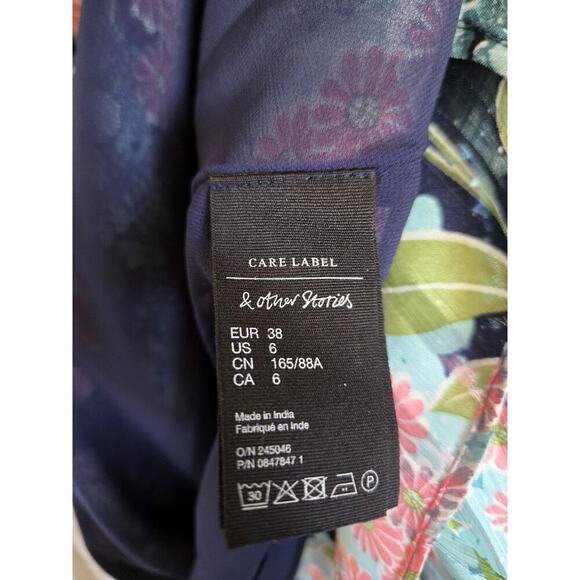 CARE LABEL
& other Stories
EUR 38
US 6
CN 165/88A
CA 6
Made in India
Fabriqué en Inde
O/N 245046
P/N 0847847 1
30 P